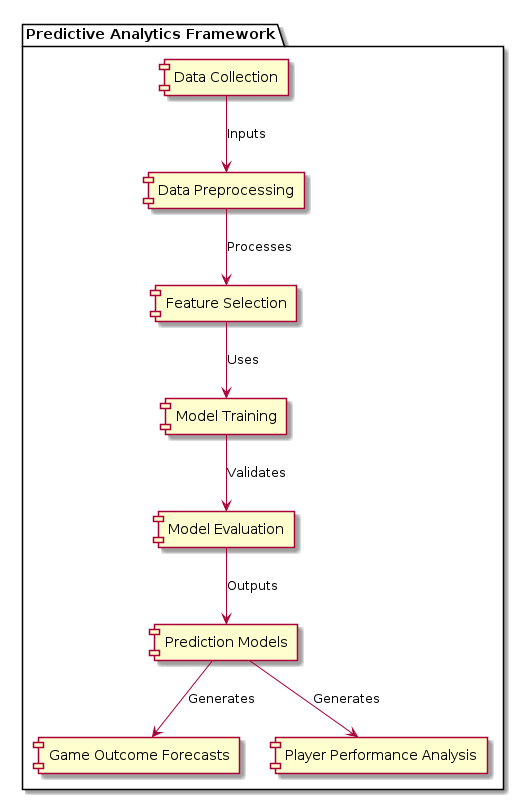 Predictive Analytics Framework
Data Collection
Inputs
Data Preprocessing
Processes
Feature Selection
Uses
Model Training
Validates
Model Evaluation
Outputs
Prediction Models
Generates
Generates
Game Outcome Forecasts
Player Performance Analysis